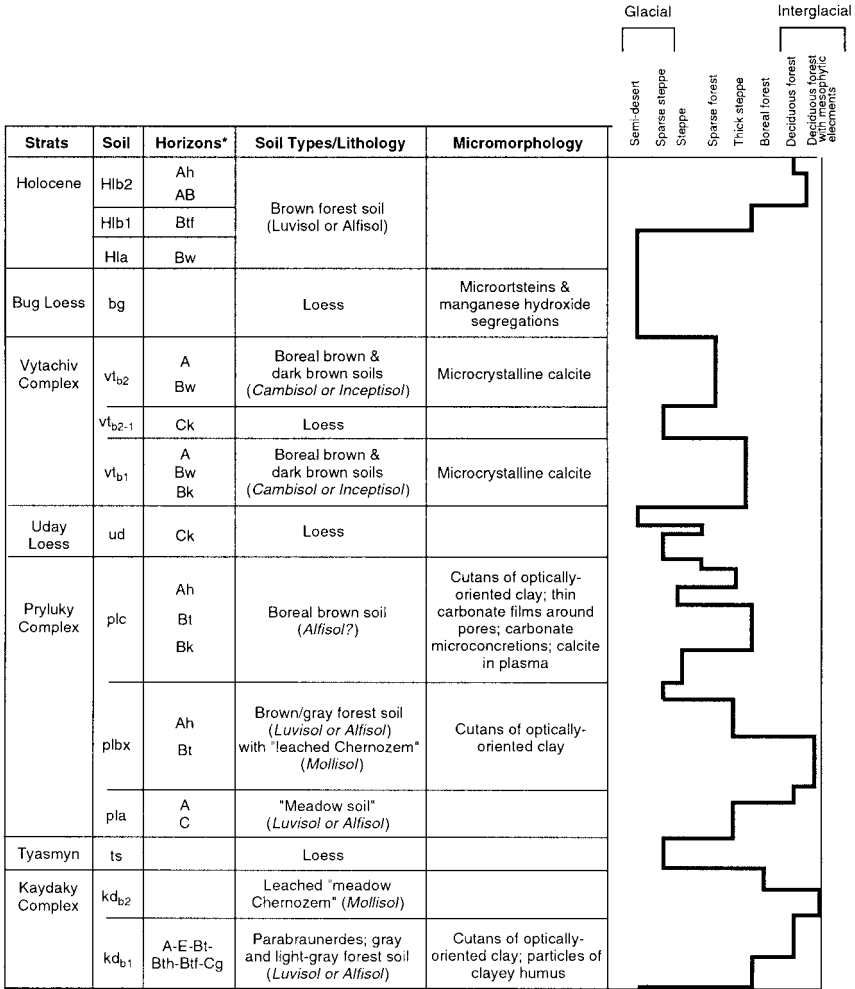 Glacial
Interglacial
Semi-desert
Sparse steppe
Steppe
Sparse forest
Thick steppe
Boreal forest
Deciduous forest
Deciduous forest
with mesophytic
elecments
Strats
Soil
Horizons*
Soil Types/Lithology
Micromorphology
Holocene
Hlb2
Ah
AB
Brown forest soil
(Luvisol or Alfisol)
Hlb1
Btf
Hla
Bw
Bug Loess
bg
Loess
Microortsteins &
manganese hydroxide
segregations
Vytachiv
Complex
vtb2
A
Bw
Boreal brown &
dark brown soils
(Cambisol or Inceptisol)
Microcrystalline calcite
vtb2-1
Ck
Loess
vtb1
A
Bw
Bk
Boreal brown &
dark brown soils
(Cambisol or Inceptisol)
Microcrystalline calcite
Uday
Loess
ud
Ck
Loess
Pryluky
Complex
plc
Ah
Bt
Bk
Boreal brown soil
(Alfisol?)
Cutans of optically-
oriented clay; thin
carbonate films around
pores; carbonate
microconcretions; calcite
in plasma
plbx
Ah
Bt
Brown/gray forest soil
(Luvisol or Alfisol)
with "leached Chernozem"
(Mollisol)
Cutans of optically-
oriented clay
pla
A
C
"Meadow soil"
(Luvisol or Alfisol)
Tyasmyn
ts
Loess
Kaydaky
Complex
kdb2
Leached "meadow
Chernozem" (Mollisol)
kdb1
A-E-Bt-
Bth-Btf-Cg
Parabraunerdes; gray
and light-gray forest soil
(Luvisol or Alfisol)
Cutans of optically-
oriented clay; particles of
clayey humus